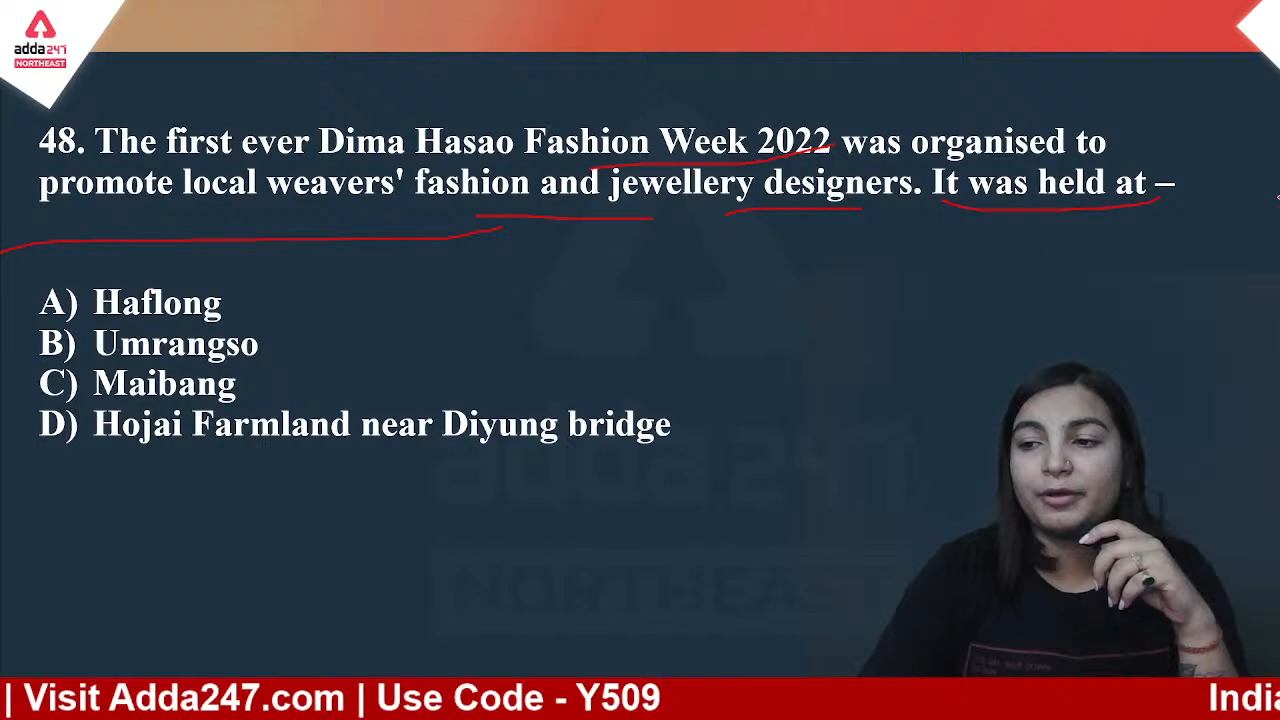 adda247
NORTHEAST
48. The first ever Dima Hasao Fashion Week 2022 was organised to
promote local weavers' fashion and jewellery designers. It was held at –
A) Haflong
B) Umrangso
C) Maibang
D) Hojai Farmland near Diyung bridge
adda247
NORTHEAST
| Visit Adda247.com | Use Code - Y509
India